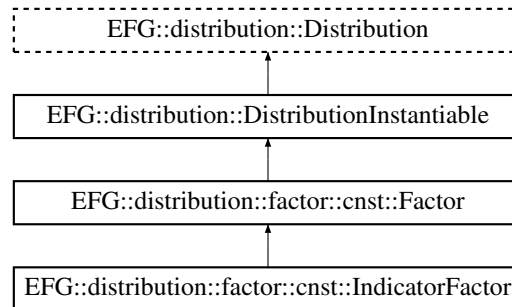 EFG::distribution::Distribution
EFG::distribution::DistributionInstantiable
EFG::distribution::factor::cnst::Factor
EFG::distribution::factor::cnst::IndicatorFactor